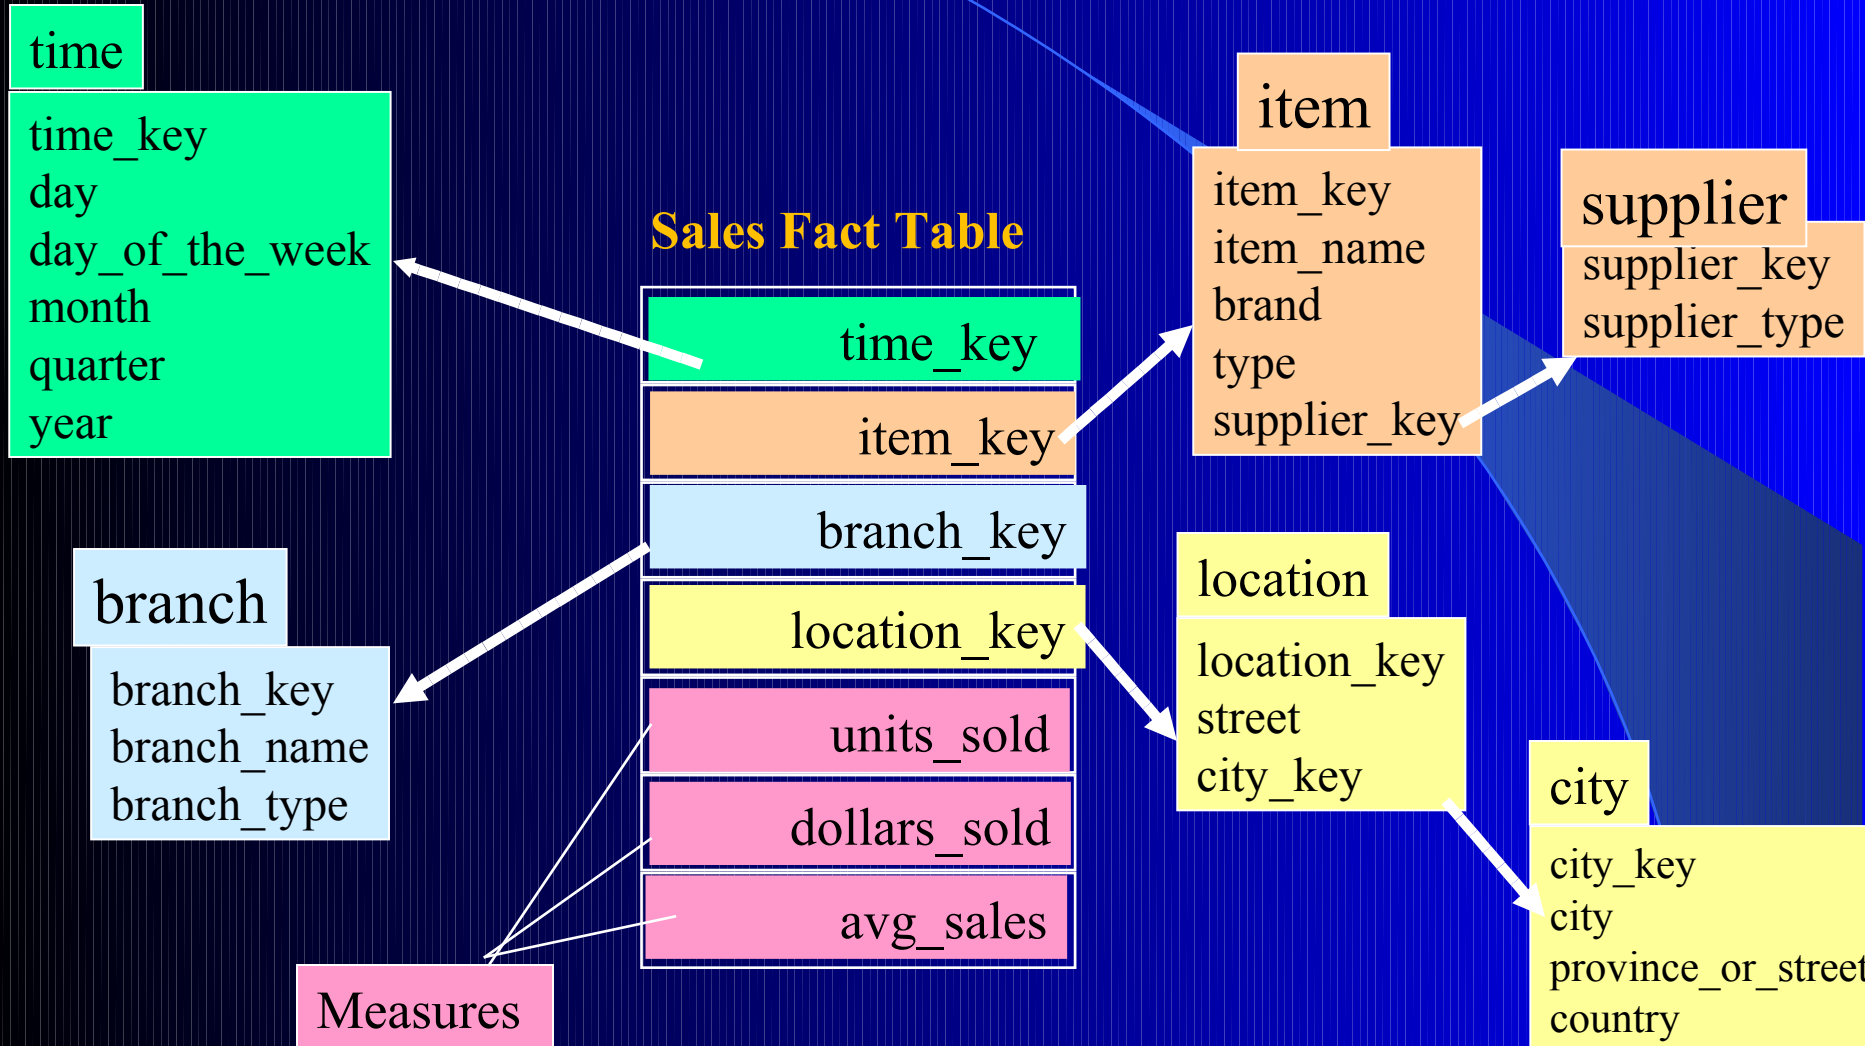 time
time_key
day
day_of_the_week
month
quarter
year
Sales Fact Table
time_key
item_key
branch_key
location_key
units_sold
dollars_sold
avg_sales
item
item_key
item_name
brand
type
supplier_key
supplier
supplier_key
supplier_type
branch
branch_key
branch_name
branch_type
location
location_key
street
city_key
city
city_key
city
province_or_street
country
Measures